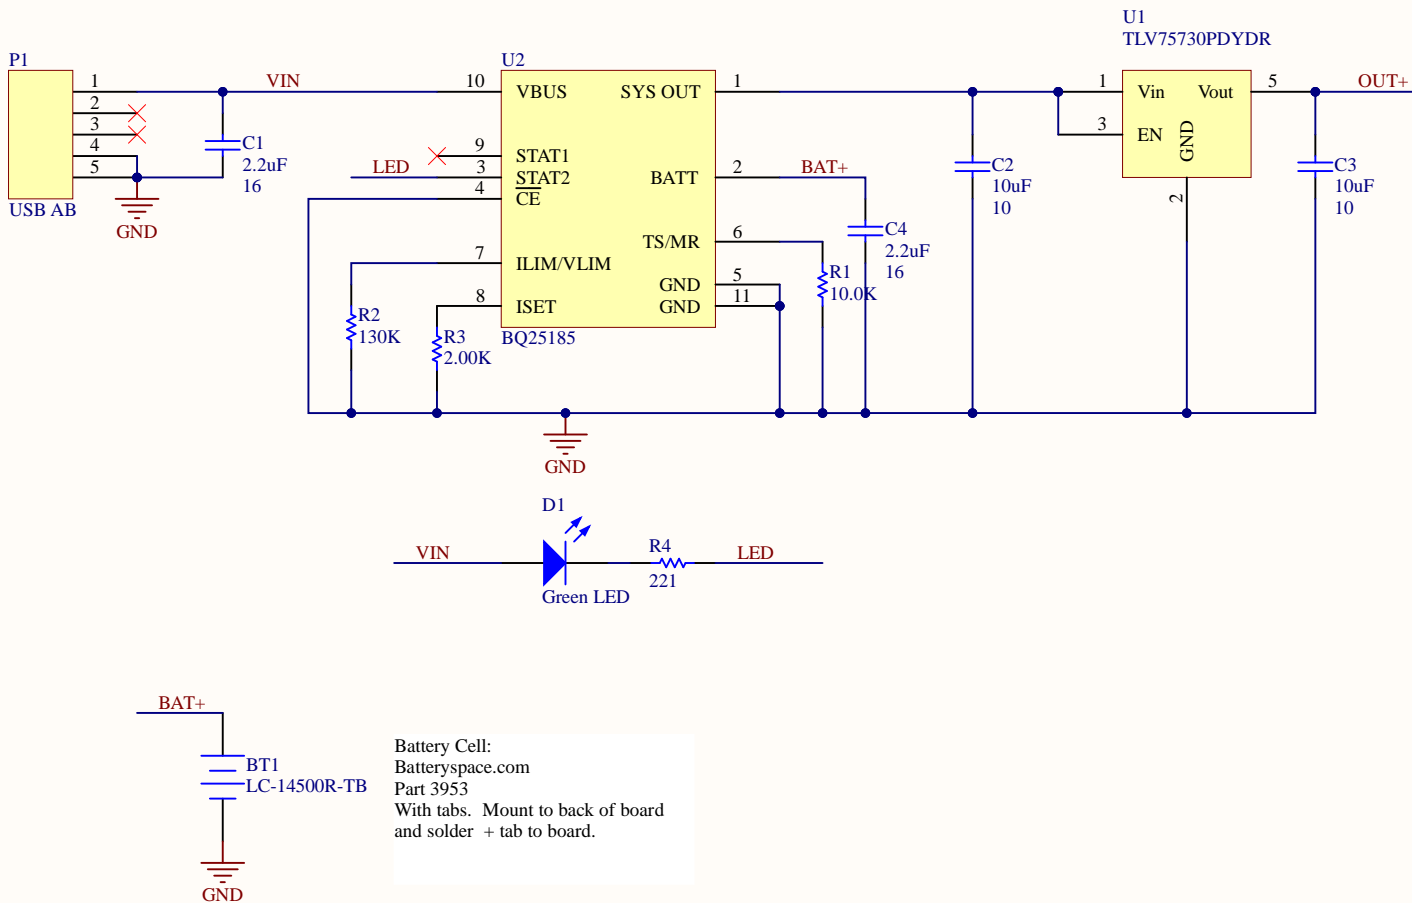 P1
1
2
3
4
5
USB AB
GND
VIN
C1
2.2uF
16
U2
10 VBUS
9 STAT1
LED 3 STAT2
4 CE
7 ILIM/VLIM
8 ISET
SYS OUT 1
BATT 2 BAT+
TS/MR 6
GND 5
GND 11
BQ25185
R2
130K
R3
2.00K
R1
10.0K
C4
2.2uF
16
C2
10uF
10
U1
TLV75730PDYDR
1 Vin
3 EN
GND
2
Vout 5
OUT+
C3
10uF
10
GND
D1
VIN
Green LED
R4
221
LED
BAT+
BT1
LC-14500R-TB
GND
Battery Cell:
Batteryspace.com
Part 3953
With tabs. Mount to back of board
and solder + tab to board.